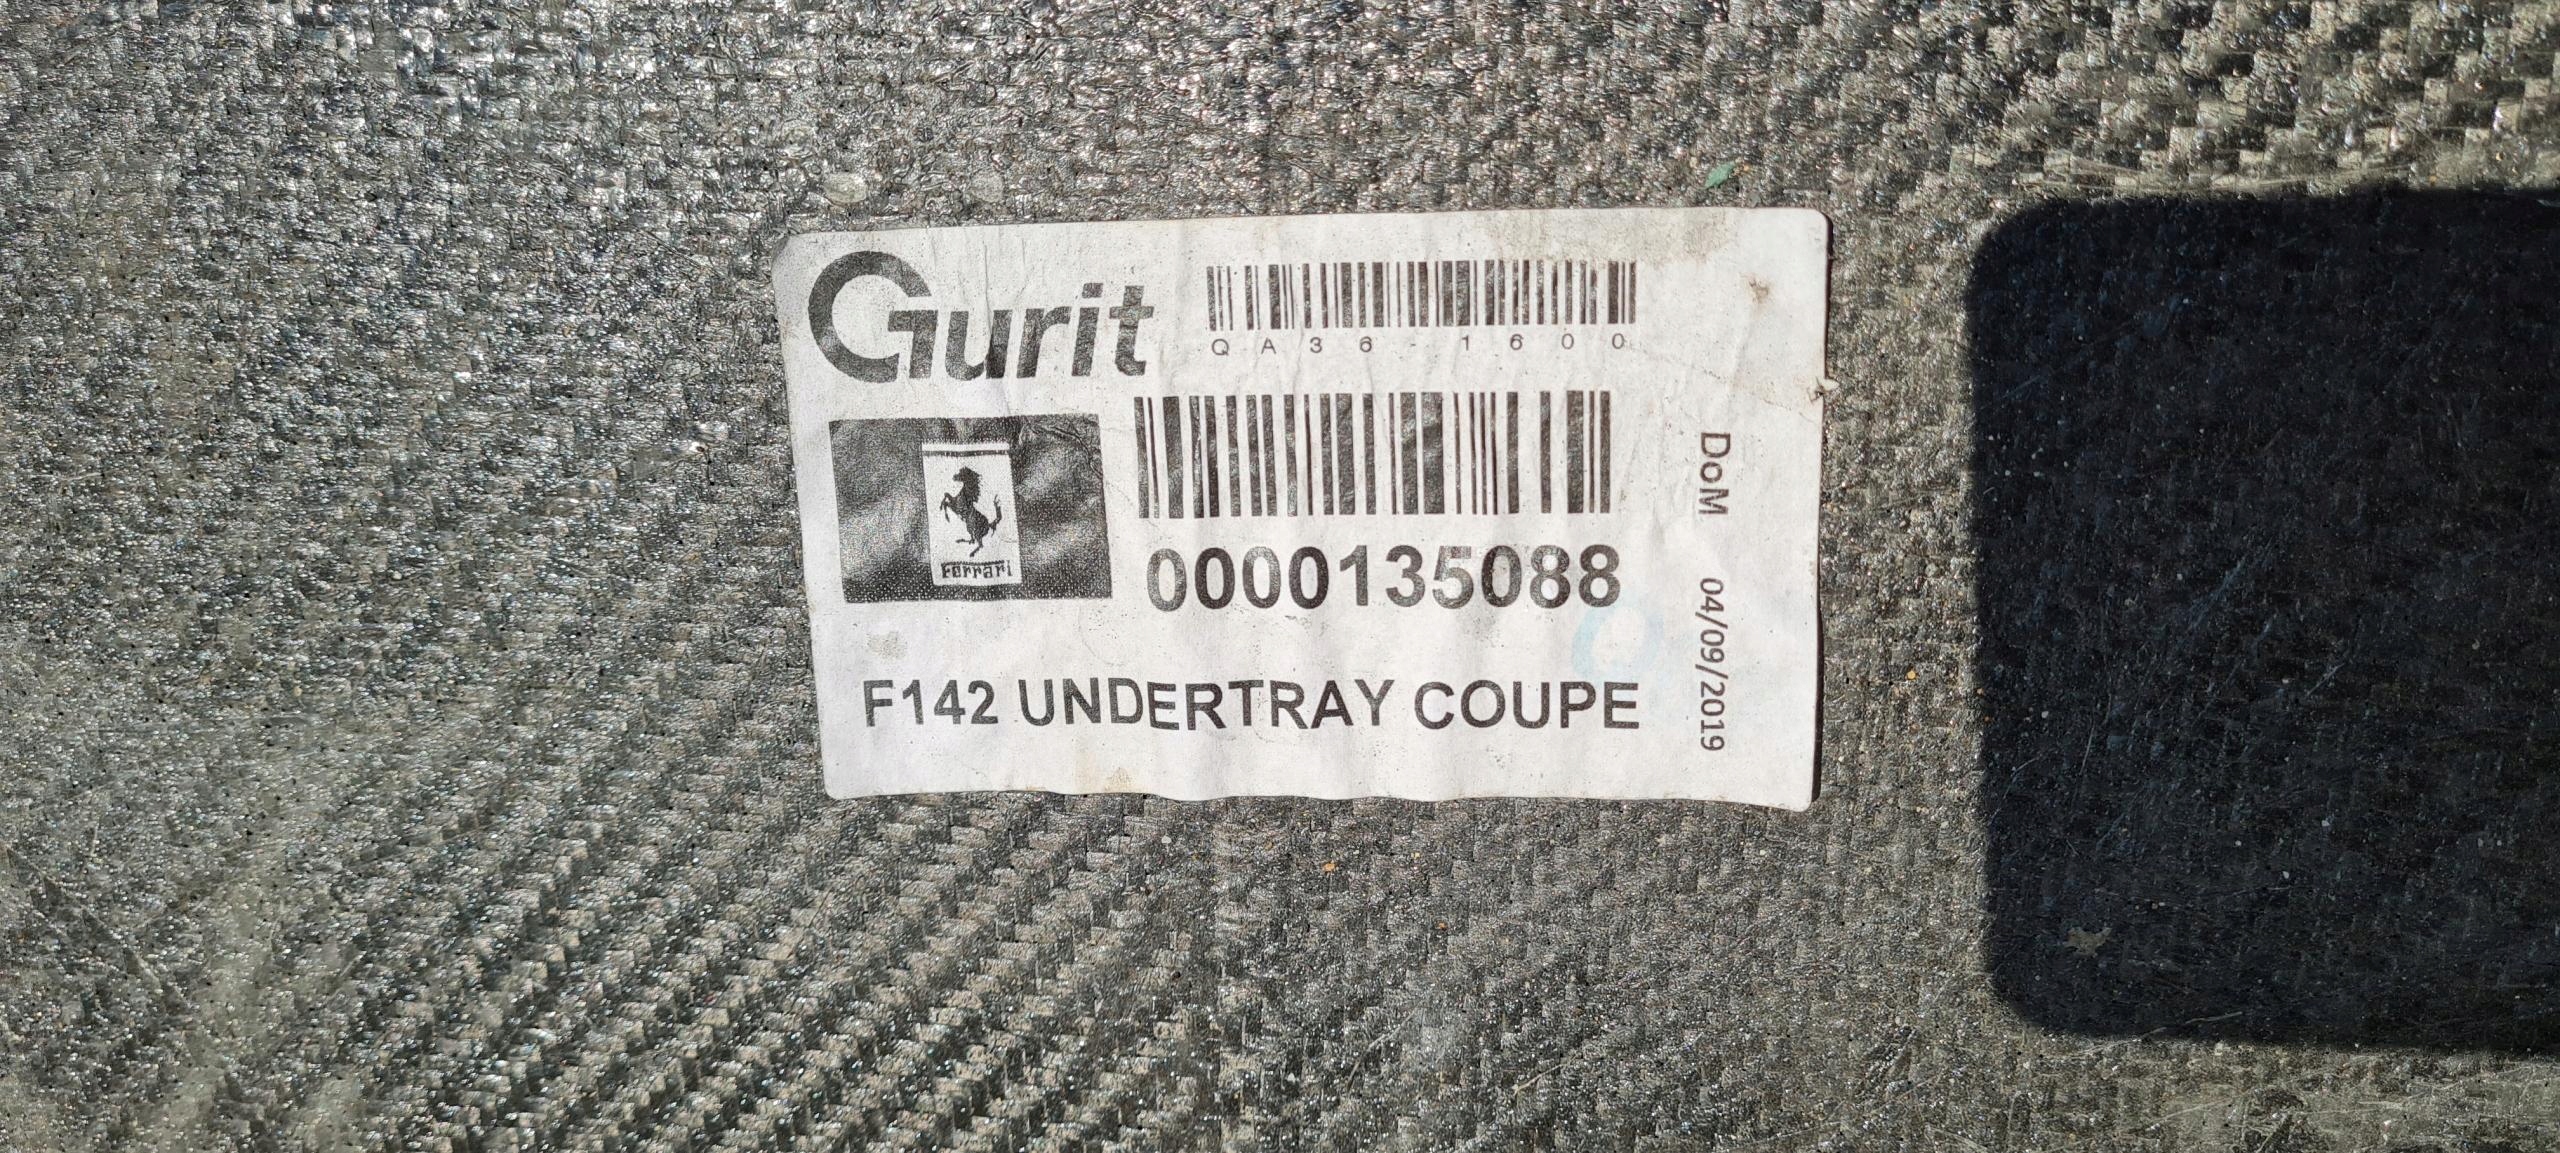 Gurit
QA36-1600
Ferrari
0000135088
F142 UNDERTRAY COUPE
DoM 04/09/2019